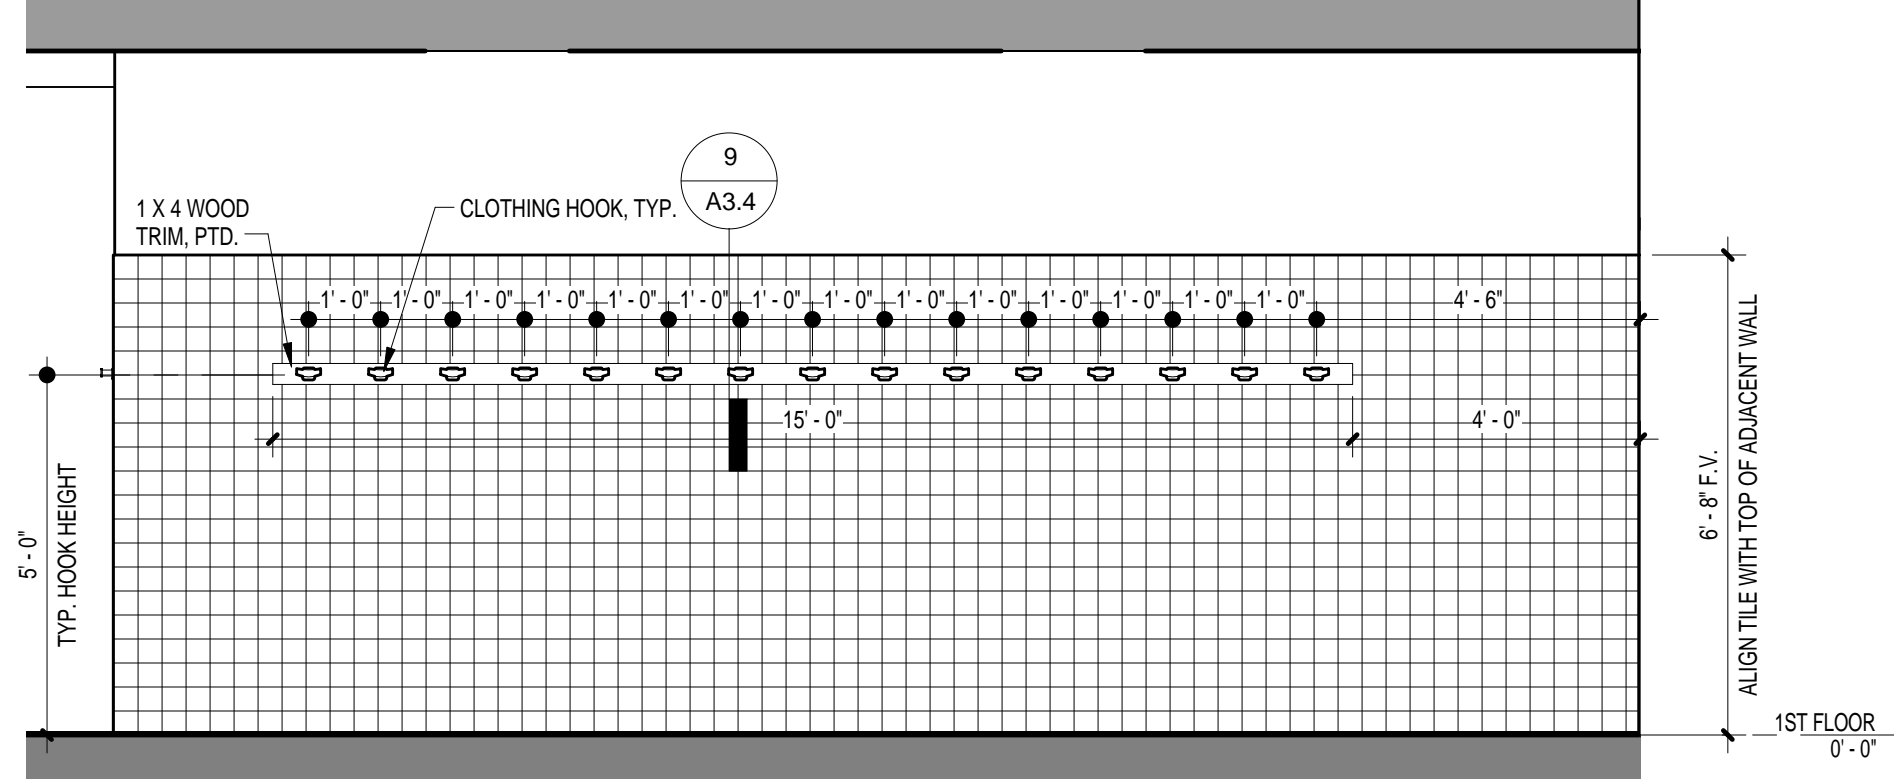 9
A3.4
1 X 4 WOOD
TRIM, PTD.
CLOTHING HOOK, TYP.
1' - 0" 1' - 0" 1' - 0" 1' - 0" 1' - 0" 1' - 0" 1' - 0" 1' - 0" 1' - 0" 1' - 0" 1' - 0" 1' - 0" 1' - 0" 1' - 0" 4' - 6"
15' - 0" 4' - 0"
5' - 0"
TYP. HOOK HEIGHT
6' - 8" F.V.
ALIGN TILE WITH TOP OF ADJACENT WALL
1ST FLOOR
0' - 0"